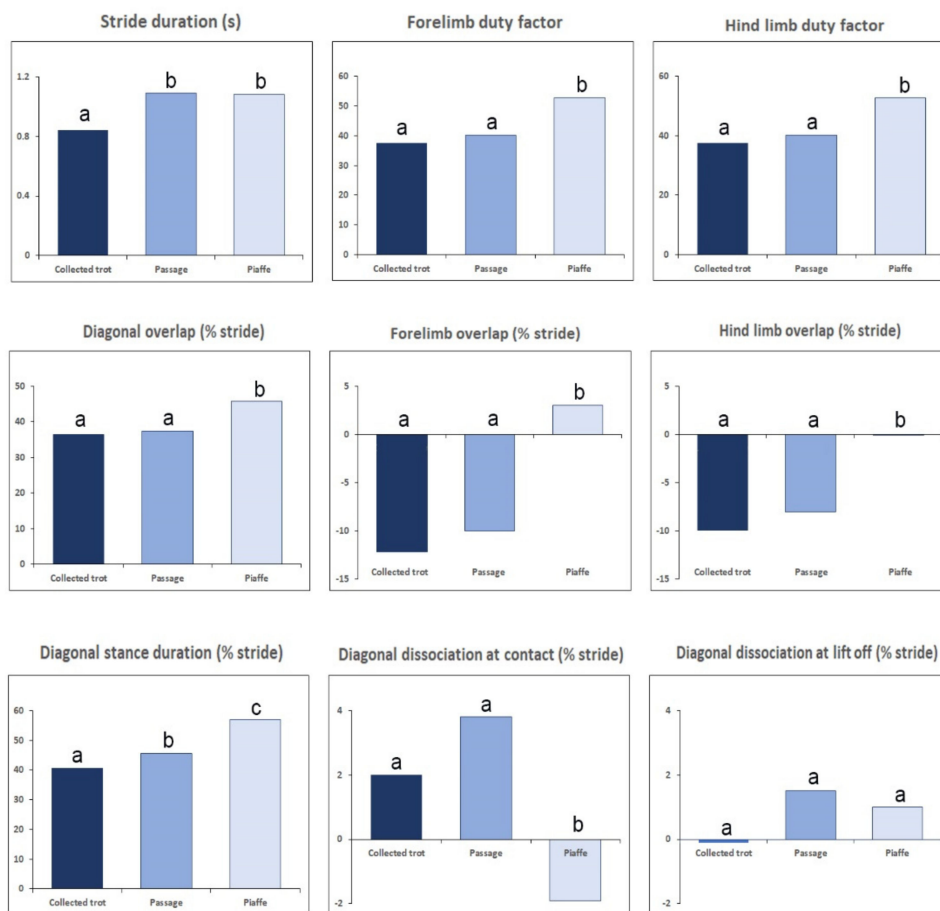 Stride duration (s)
1.2
0.8
0.4
0
a
b
b
Collected trot
Passage
Piaffe
Forelimb duty factor
60
40
20
0
a
a
b
Collected trot
Passage
Piaffe
Hind limb duty factor
60
40
20
0
a
a
b
Collected trot
Passage
Piaffe
Diagonal overlap (% stride)
50
40
30
20
10
0
a
a
b
Collected trot
Passage
Piaffe
Forelimb overlap (% stride)
5
0
-5
-10
-15
a
a
b
Collected trot
Passage
Piaffe
Hind limb overlap (% stride)
5
0
-5
-10
-15
a
a
b
Collected trot
Passage
Piaffe
Diagonal stance duration (% stride)
60
50
40
30
20
10
0
a
b
c
Collected trot
Passage
Piaffe
Diagonal dissociation at contact (% stride)
4
2
0
-2
a
a
b
Collected trot
Passage
Piaffe
Diagonal dissociation at lift off (% stride)
4
2
0
-2
a
a
a
Collected trot
Passage
Piaffe